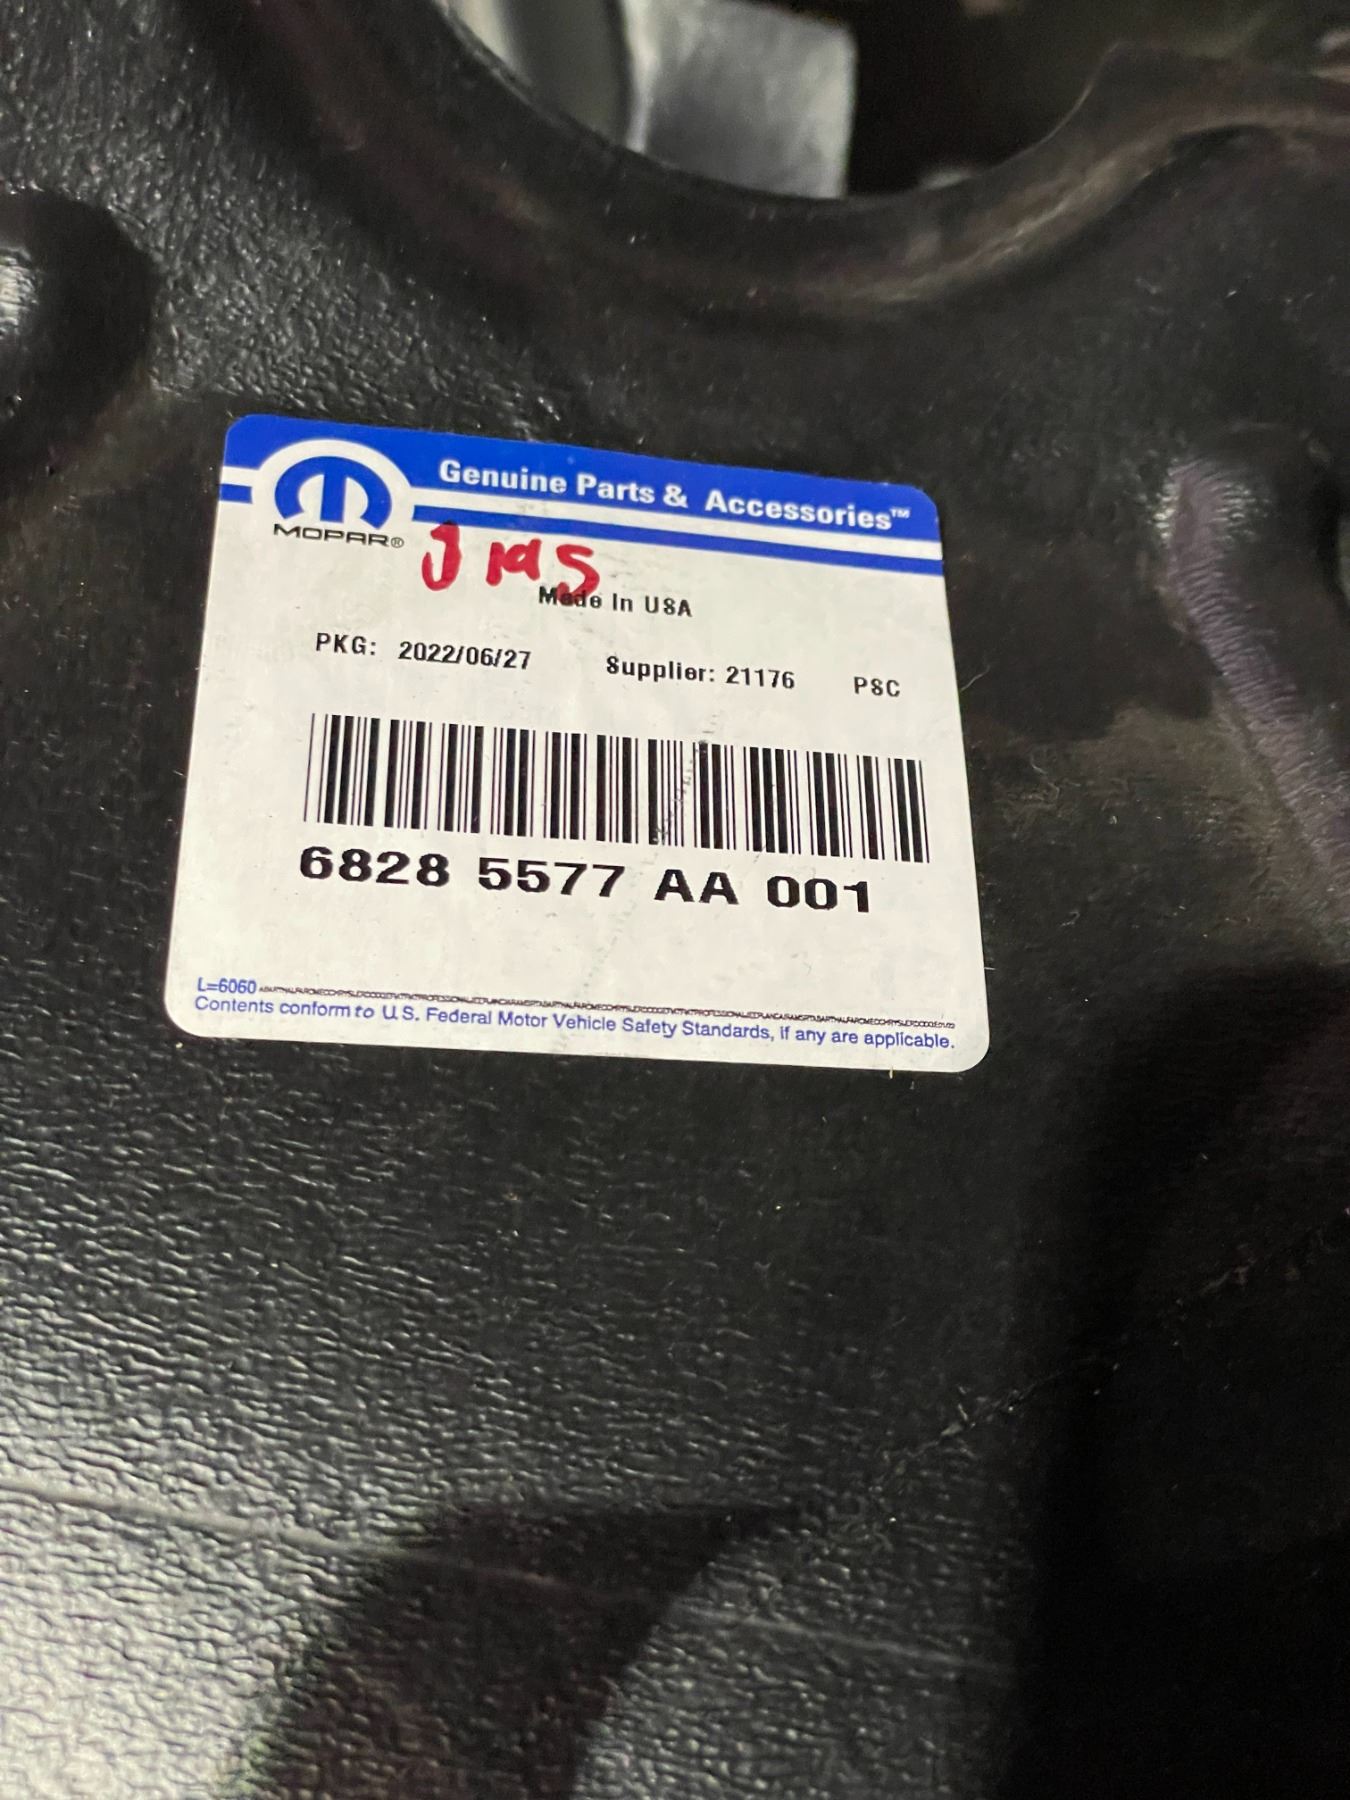 Genuine Parts & Accessories™
MOPAR®
Made In USA
PKG: 2022/06/27 Supplier: 21176 PSC
6828 5577 AA 001
L=6060
Contents conform to U.S. Federal Motor Vehicle Safety Standards, if any are applicable.